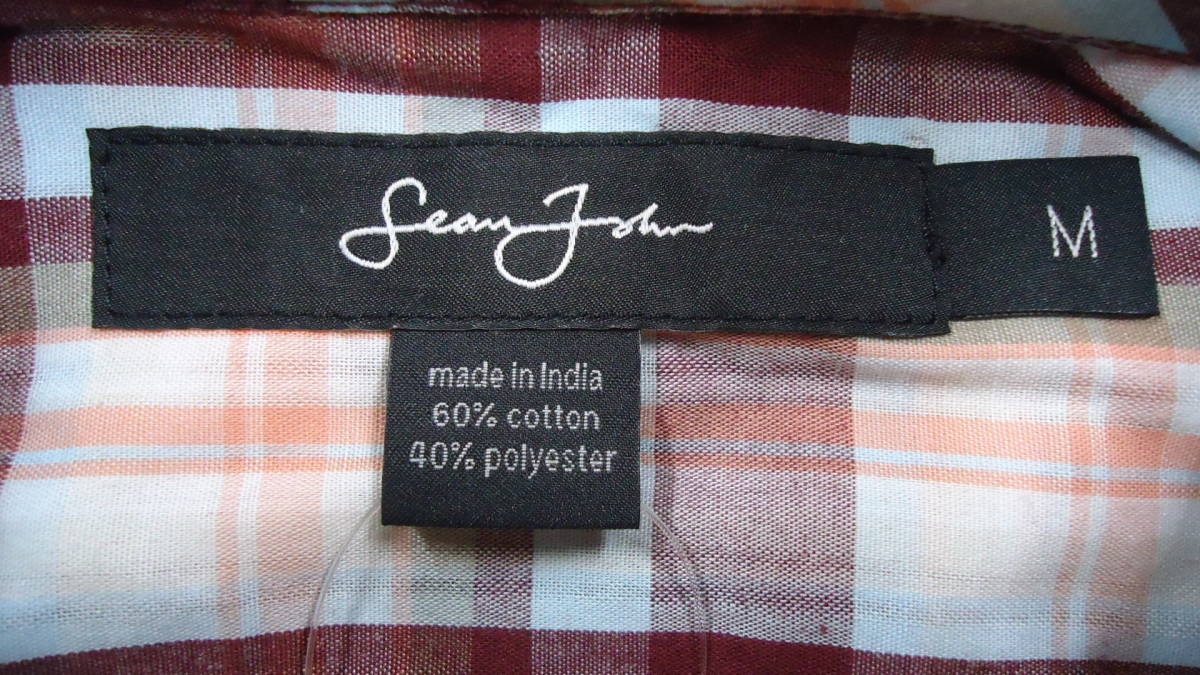 Sean John
M
made in India
60% cotton
40% polyester